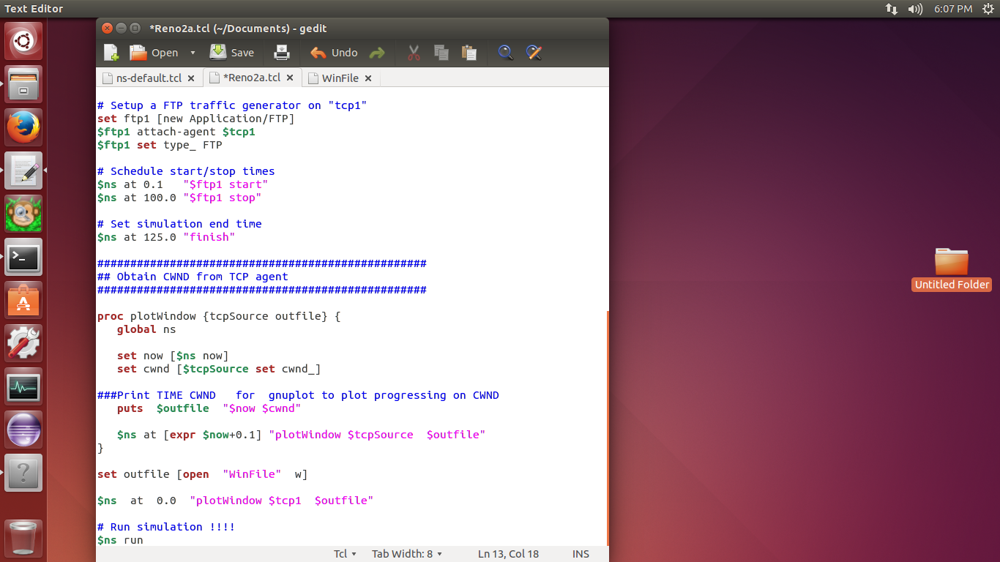 Text Editor
6:07 PM
*Reno2a.tcl (~/Documents) - gedit
Open Save Undo
ns-default.tcl *Reno2a.tcl WinFile
# Setup a FTP traffic generator on "tcp1"
set ftp1 [new Application/FTP]
$ftp1 attach-agent $tcp1
$ftp1 set type_ FTP
# Schedule start/stop times
$ns at 0.1   "$ftp1 start"
$ns at 100.0 "$ftp1 stop"
# Set simulation end time
$ns at 125.0 "finish"
##################################################
## Obtain CWND from TCP agent
##################################################
proc plotWindow {tcpSource outfile} {
   global ns
   set now [$ns now]
   set cwnd [$tcpSource set cwnd_]
###Print TIME CWND   for  gnuplot to plot progressing on CWND
   puts  $outfile  "$now $cwnd"
   $ns at [expr $now+0.1] "plotWindow $tcpSource  $outfile"
}
set outfile [open  "WinFile"  w]
$ns  at  0.0  "plotWindow $tcp1  $outfile"
# Run simulation !!!!
$ns run
Tcl Tab Width: 8 Ln 13, Col 18 INS
Untitled Folder